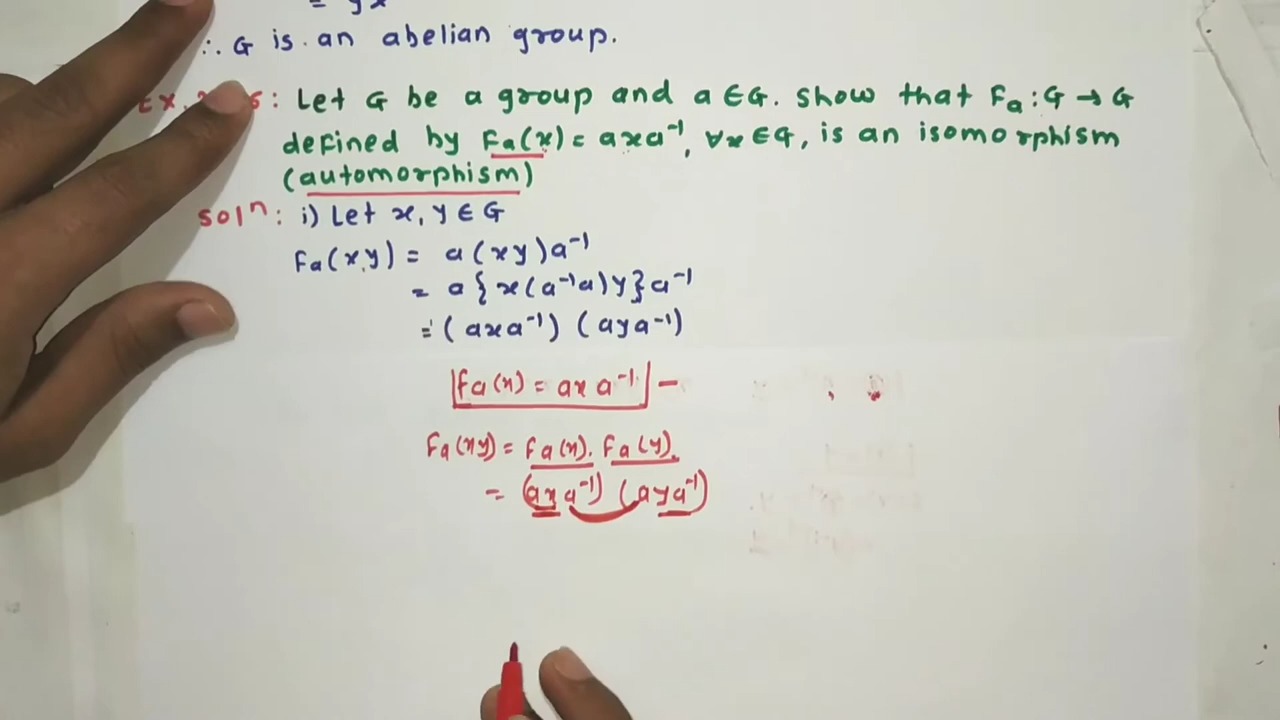 = yx
∴ G is an abelian group.
Ex. : Let G be a group and a ∈ G. show that Fa : G → G
defined by Fa(x) = axa⁻¹, ∀x ∈ G, is an isomorphism
(automorphism)
Solⁿ: i) Let x, y ∈ G
Fa(xy) = a(xy)a⁻¹
= a{x(a⁻¹a)y}a⁻¹
= (axa⁻¹) (aya⁻¹)
fa(x) = axa⁻¹ –
Fa(xy) = fa(x). fa(y).
= (axa⁻¹) (aya⁻¹)